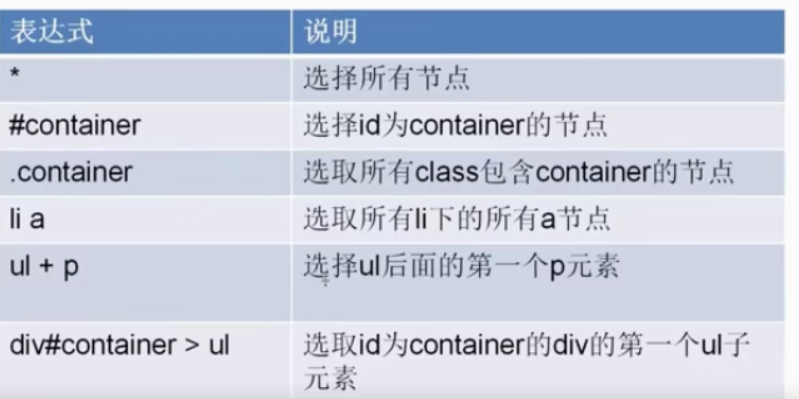 表达式 说明
* 选择所有节点
#container 选择id为container的节点
.container 选取所有class包含container的节点
li a 选取所有li下的所有a节点
ul + p 选择ul后面的第一个p元素
div#container > ul 选取id为container的div的第一个ul子
元素